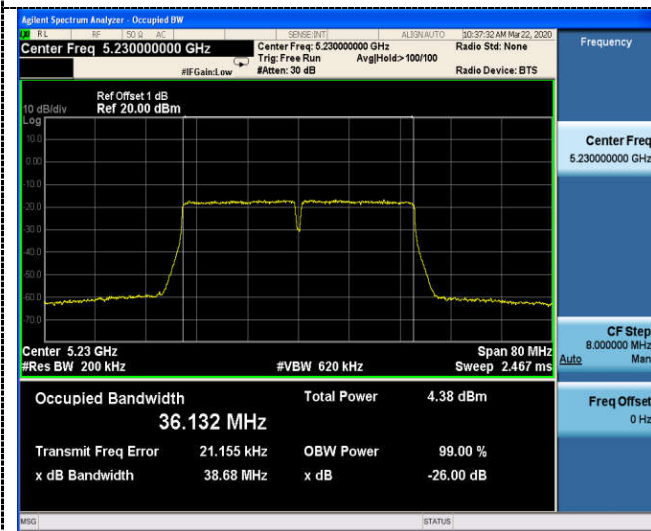 Agilent Spectrum Analyzer - Occupied BW
RL RF 50 Ω AC SENSE:INT ALIGN AUTO 10:37:32 AM Mar 22, 2020
Center Freq 5.230000000 GHz
Center Freq: 5.230000000 GHz
Radio Std: None
Trig: Free Run Avg|Hold:> 100/100
#IFGain:Low #Atten: 30 dB Radio Device: BTS
Ref Offset 1 dB
10 dB/div Ref 20.00 dBm
Log
10.0
0.00
-10.0
-20.0
-30.0
-40.0
-50.0
-60.0
-70.0
Center 5.23 GHz Span 80 MHz
#Res BW 200 kHz #VBW 620 kHz Sweep 2.467 ms
Occupied Bandwidth Total Power 4.38 dBm
36.132 MHz
Transmit Freq Error 21.155 kHz OBW Power 99.00 %
x dB Bandwidth 38.68 MHz x dB -26.00 dB
MSG STATUS
Frequency
Center Freq
5.230000000 GHz
CF Step
8.000000 MHz
Auto Man
Freq Offset
0 Hz